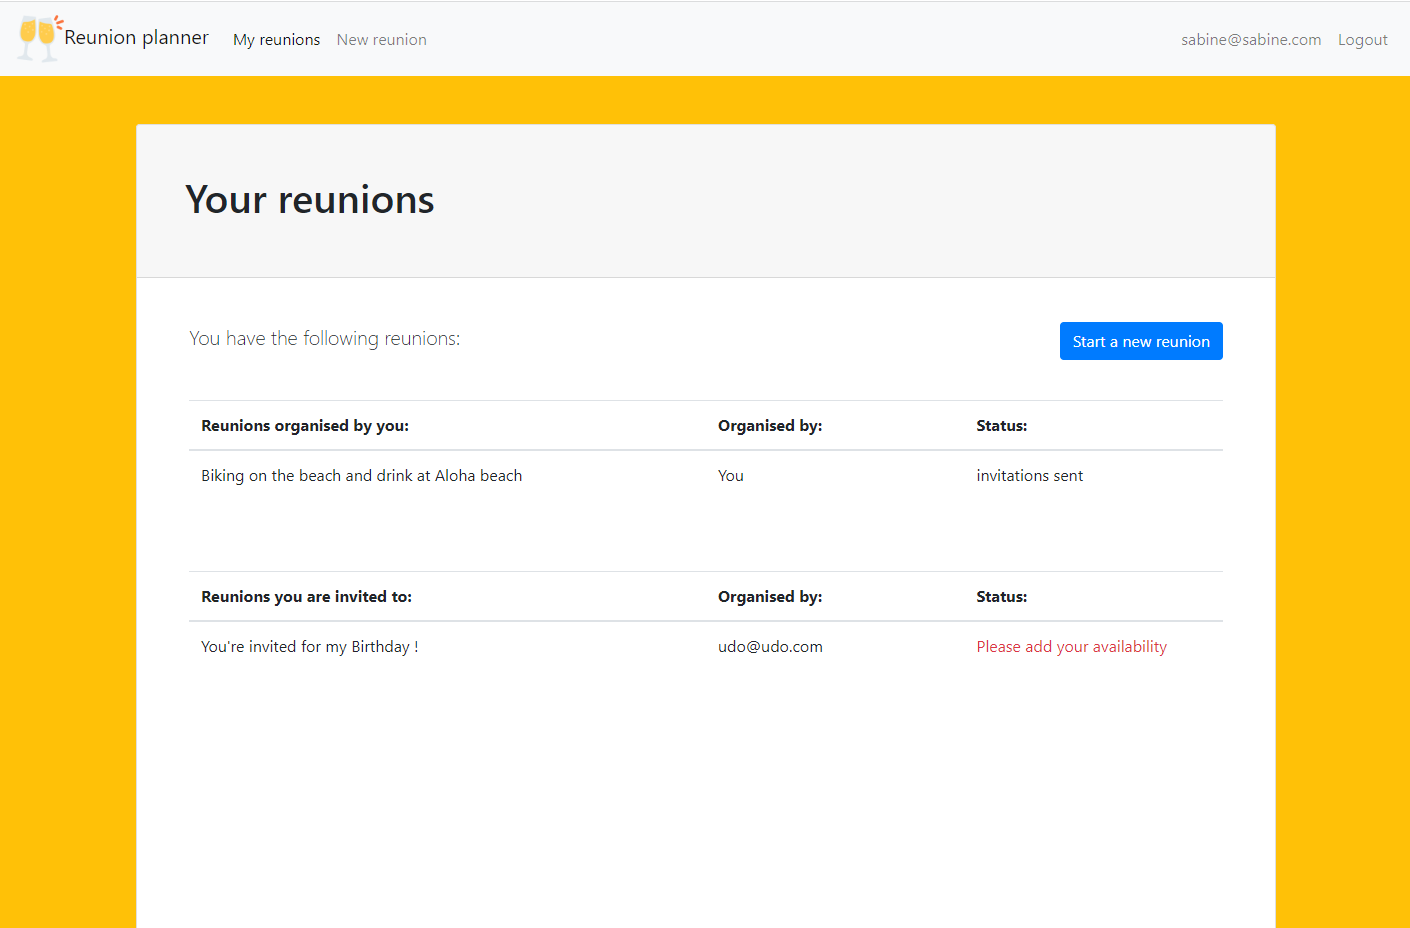 Reunion planner My reunions New reunion sabine@sabine.com Logout
Your reunions
You have the following reunions: Start a new reunion
Reunions organised by you: Organised by: Status:
Biking on the beach and drink at Aloha beach You invitations sent
Reunions you are invited to: Organised by: Status:
You're invited for my Birthday ! udo@udo.com Please add your availability